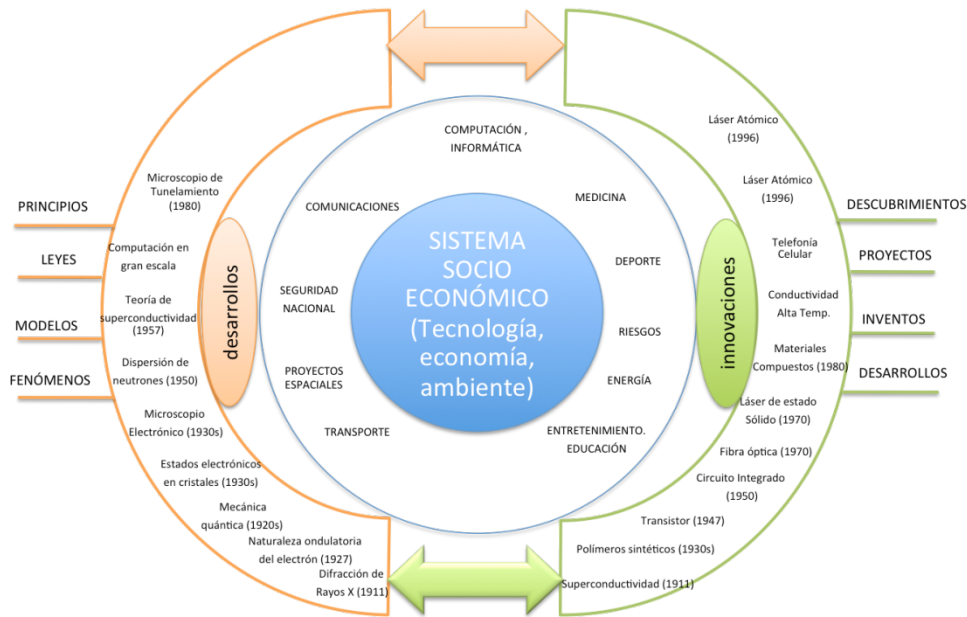 PRINCIPIOS
LEYES
MODELOS
FENÓMENOS
Microscopio de
Tunelamiento
(1980)
Computación en
gran escala
Teoría de
superconductividad
(1957)
Dispersión de
neutrones (1950)
Microscopio
Electrónico (1930s)
Estados electrónicos
en cristales (1930s)
Mecánica
quántica (1920s)
Naturaleza ondulatoria
del electrón (1927)
Difracción de
Rayos X (1911)
desarrollos
COMPUTACIÓN ,
INFORMÁTICA
COMUNICACIONES
SEGURIDAD
NACIONAL
PROYECTOS
ESPACIALES
TRANSPORTE
SISTEMA
SOCIO
ECONÓMICO
(Tecnología,
economía,
ambiente)
MEDICINA
DEPORTE
RIESGOS
ENERGÍA
ENTRETENIMIENTO.
EDUCACIÓN
innovaciones
Láser Atómico
(1996)
Láser Atómico
(1996)
Telefonía
Celular
Conductividad
Alta Temp.
Materiales
Compuestos (1980)
Láser de estado
Sólido (1970)
Fibra óptica (1970)
Circuito Integrado
(1950)
Transistor (1947)
Polímeros sintéticos (1930s)
Superconductividad (1911)
DESCUBRIMIENTOS
PROYECTOS
INVENTOS
DESARROLLOS